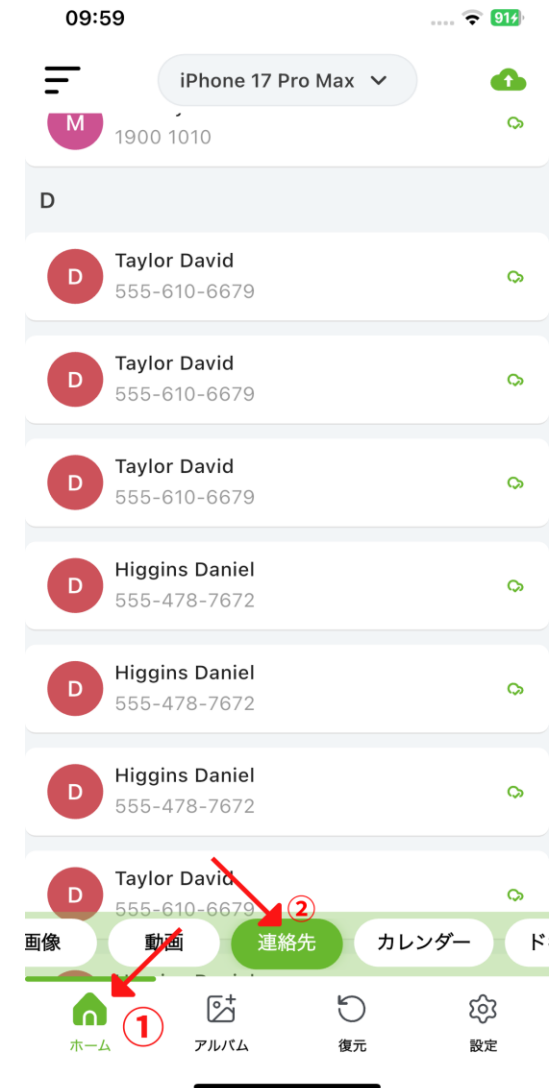 09:59
91
iPhone 17 Pro Max
M
1900 1010
D
Taylor David
D
555-610-6679
Taylor David
D
555-610-6679
Taylor David
D
555-610-6679
Higgins Daniel
D
555-478-7672
Higgins Daniel
D
555-478-7672
Higgins Daniel
D
555-478-7672
Taylor David
D
555-610-6679
②
画像
動画
連絡先
カレンダー
ド
①
ホーム
アルバム
復元
設定